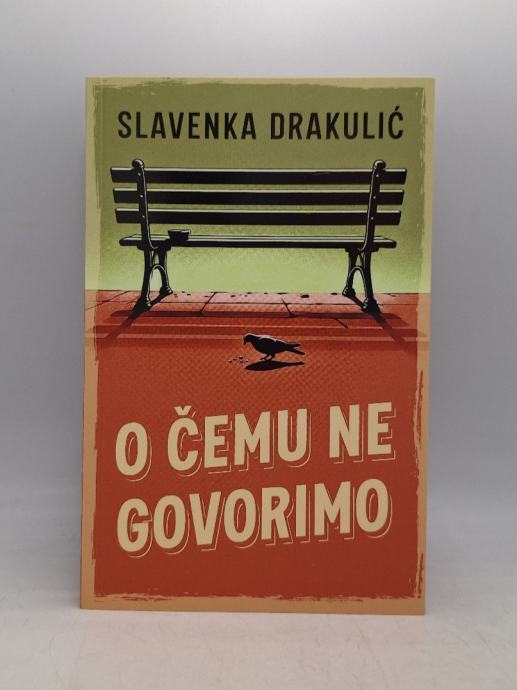 SLAVENKA DRAKULIĆ
O ČEMU NE
GOVORIMO